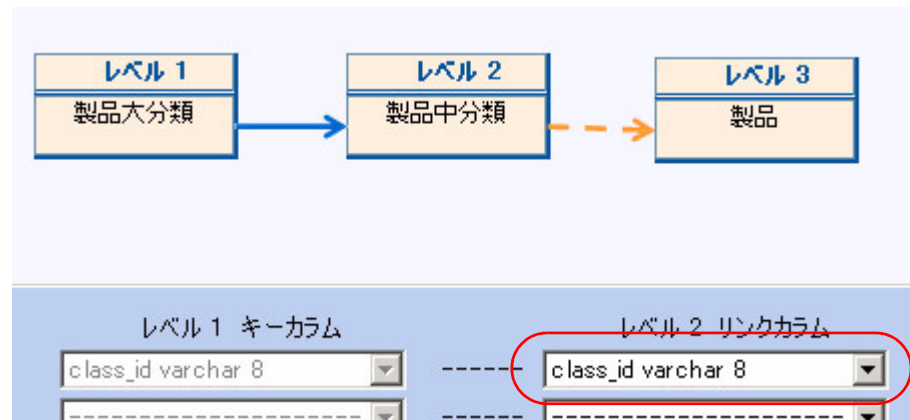 レベル 1
レベル 2
レベル 3
製品大分類
製品中分類
製品
レベル 1 キーカラム
レベル 2 リンクカラム
class_id varchar 8
class_id varchar 8